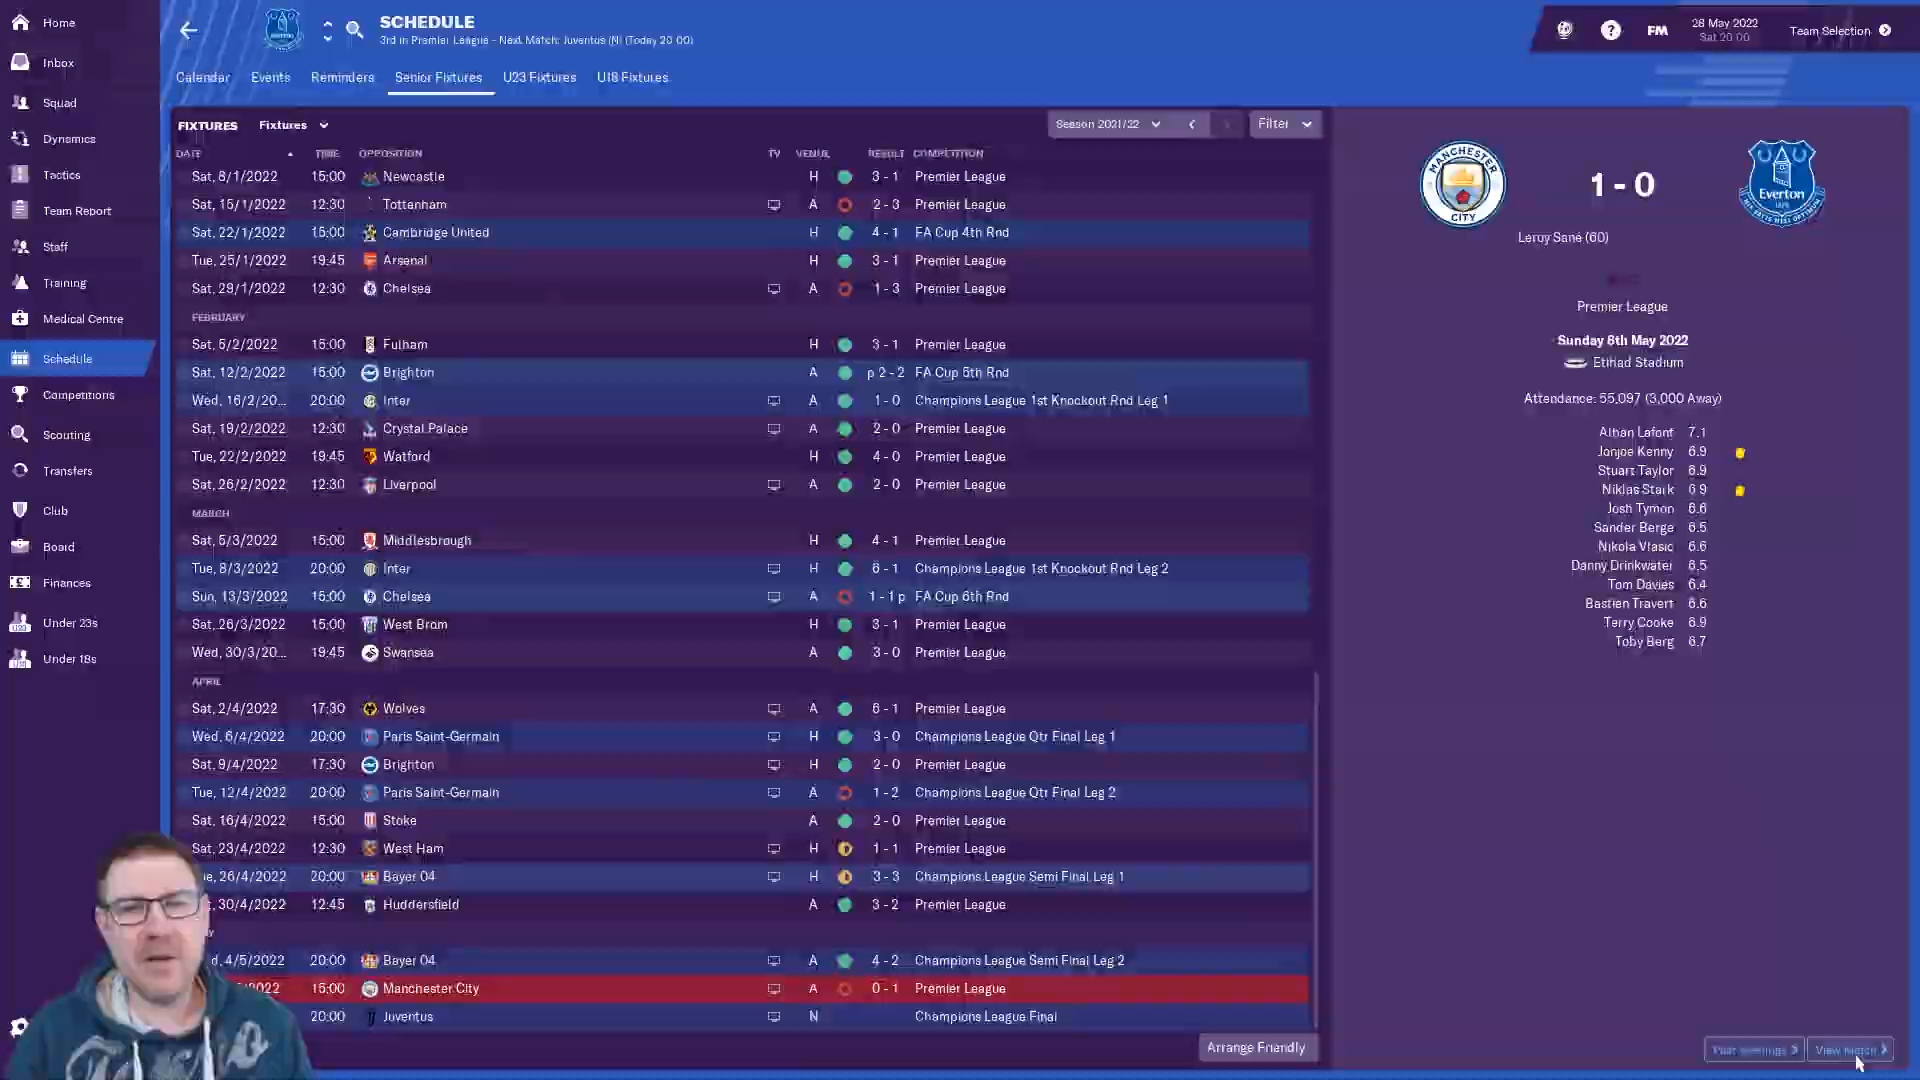 Home
Inbox
Squad
Dynamics
Tactics
Team Report
Staff
Training
Medical Centre
Schedule
Competitions
Scouting
Transfers
Club
Board
Finances
Under 23s
Under 18s
SCHEDULE
3rd in Premier League - Next Match: Juventus (N) (Today 20:00)
FM
28 May 2022
Sat 20:00
Team Selection
Calendar Events Reminders Senior Fixtures U23 Fixtures U18 Fixtures
FIXTURES Fixtures Season 2021/22 Filter
DATE TIME OPPOSITION TV VENUE RESULT COMPETITION
Sat, 8/1/2022 15:00 Newcastle H 3 - 1 Premier League
Sat, 15/1/2022 12:30 Tottenham A 2 - 3 Premier League
Sat, 22/1/2022 15:00 Cambridge United H 4 - 1 FA Cup 4th Rnd
Tue, 25/1/2022 19:45 Arsenal H 3 - 1 Premier League
Sat, 29/1/2022 12:30 Chelsea A 1 - 3 Premier League
FEBRUARY
Sat, 5/2/2022 15:00 Fulham H 3 - 1 Premier League
Sat, 12/2/2022 15:00 Brighton A p 2 - 2 FA Cup 5th Rnd
Wed, 16/2/20... 20:00 Inter A 1 - 0 Champions League 1st Knockout Rnd Leg 1
Sat, 19/2/2022 12:30 Crystal Palace A 2 - 0 Premier League
Tue, 22/2/2022 19:45 Watford H 4 - 0 Premier League
Sat, 26/2/2022 12:30 Liverpool A 2 - 0 Premier League
MARCH
Sat, 5/3/2022 15:00 Middlesbrough H 4 - 1 Premier League
Tue, 8/3/2022 20:00 Inter H 6 - 1 Champions League 1st Knockout Rnd Leg 2
Sun, 13/3/2022 15:00 Chelsea A 1 - 1 p FA Cup 6th Rnd
Sat, 26/3/2022 15:00 West Brom H 3 - 1 Premier League
Wed, 30/3/20... 19:45 Swansea A 3 - 0 Premier League
APRIL
Sat, 2/4/2022 17:30 Wolves A 6 - 1 Premier League
Wed, 6/4/2022 20:00 Paris Saint-Germain H 3 - 0 Champions League Qtr Final Leg 1
Sat, 9/4/2022 17:30 Brighton H 2 - 0 Premier League
Tue, 12/4/2022 20:00 Paris Saint-Germain A 1 - 2 Champions League Qtr Final Leg 2
Sat, 16/4/2022 15:00 Stoke A 2 - 0 Premier League
Sat, 23/4/2022 12:30 West Ham H 1 - 1 Premier League
26/4/2022 20:00 Bayer 04 H 3 - 3 Champions League Semi Final Leg 1
30/4/2022 12:45 Huddersfield A 3 - 2 Premier League
4/5/2022 20:00 Bayer 04 A 4 - 2 Champions League Semi Final Leg 2
2022 15:00 Manchester City A 0 - 1 Premier League
20:00 Juventus N Champions League Final
Arrange Friendly
MANCHESTER CITY
1 - 0
Everton
Leroy Sané (60)
Premier League
Sunday 8th May 2022
Etihad Stadium
Attendance: 55,097 (3,000 Away)
Alban Lafont 7.1
Jonjoe Kenny 6.9
Stuart Taylor 6.9
Niklas Stark 6.9
Josh Tymon 6.6
Sander Berge 6.5
Nikola Vlasic 6.6
Danny Drinkwater 6.5
Tom Davies 6.4
Bastien Travert 6.6
Terry Cooke 6.9
Toby Berg 6.7
Past Meetings View Match